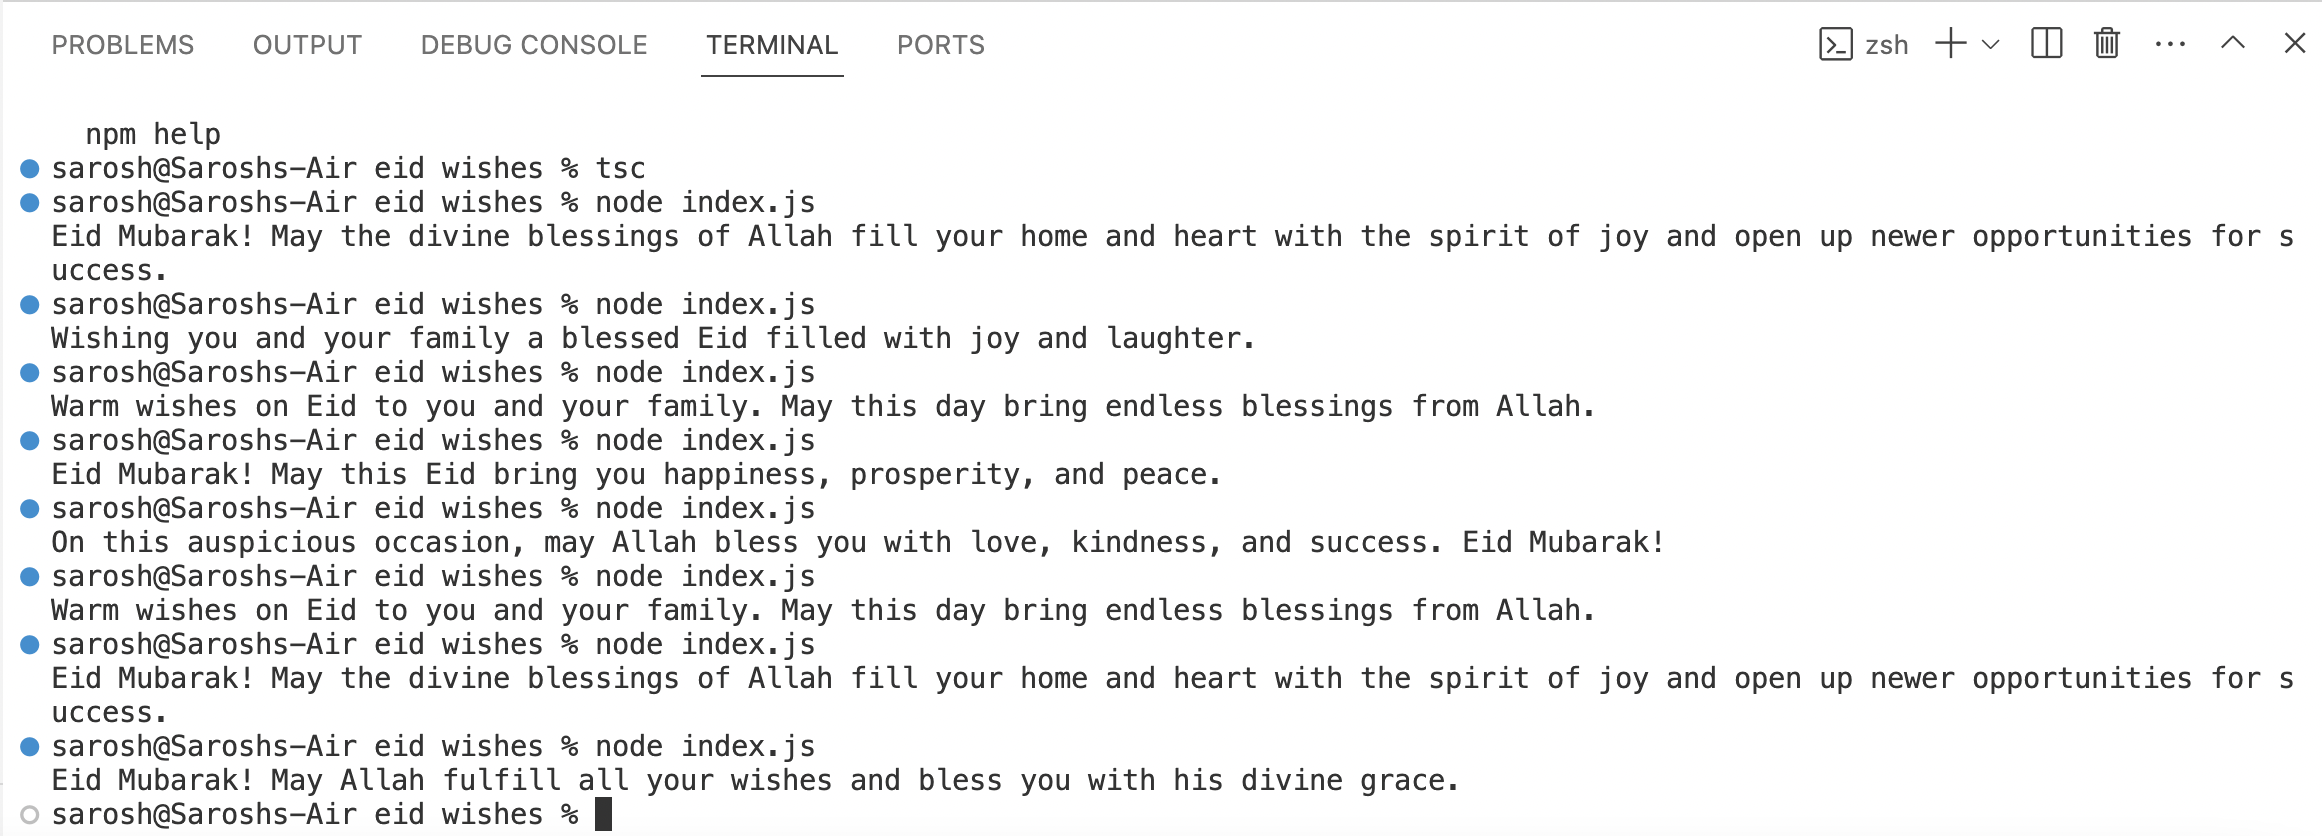 PROBLEMS OUTPUT DEBUG CONSOLE TERMINAL PORTS zsh
npm help
sarosh@Saroshs-Air eid wishes % tsc
sarosh@Saroshs-Air eid wishes % node index.js
Eid Mubarak! May the divine blessings of Allah fill your home and heart with the spirit of joy and open up newer opportunities for s
uccess.
sarosh@Saroshs-Air eid wishes % node index.js
Wishing you and your family a blessed Eid filled with joy and laughter.
sarosh@Saroshs-Air eid wishes % node index.js
Warm wishes on Eid to you and your family. May this day bring endless blessings from Allah.
sarosh@Saroshs-Air eid wishes % node index.js
Eid Mubarak! May this Eid bring you happiness, prosperity, and peace.
sarosh@Saroshs-Air eid wishes % node index.js
On this auspicious occasion, may Allah bless you with love, kindness, and success. Eid Mubarak!
sarosh@Saroshs-Air eid wishes % node index.js
Warm wishes on Eid to you and your family. May this day bring endless blessings from Allah.
sarosh@Saroshs-Air eid wishes % node index.js
Eid Mubarak! May the divine blessings of Allah fill your home and heart with the spirit of joy and open up newer opportunities for s
uccess.
sarosh@Saroshs-Air eid wishes % node index.js
Eid Mubarak! May Allah fulfill all your wishes and bless you with his divine grace.
sarosh@Saroshs-Air eid wishes %